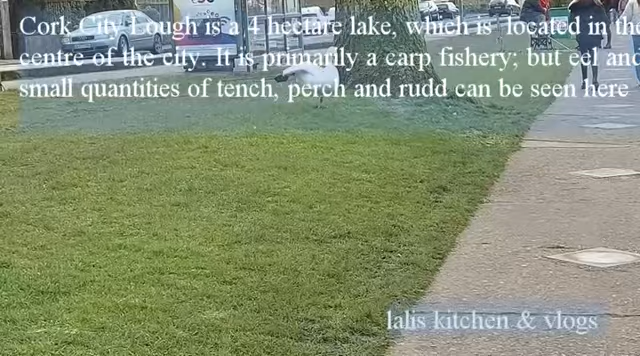 Cork City Lough is a 4 hectare lake, which is located in the
centre of the city. It is primarily a carp fishery; but eel and
small quantities of tench, perch and rudd can be seen here
lalis kitchen & vlogs